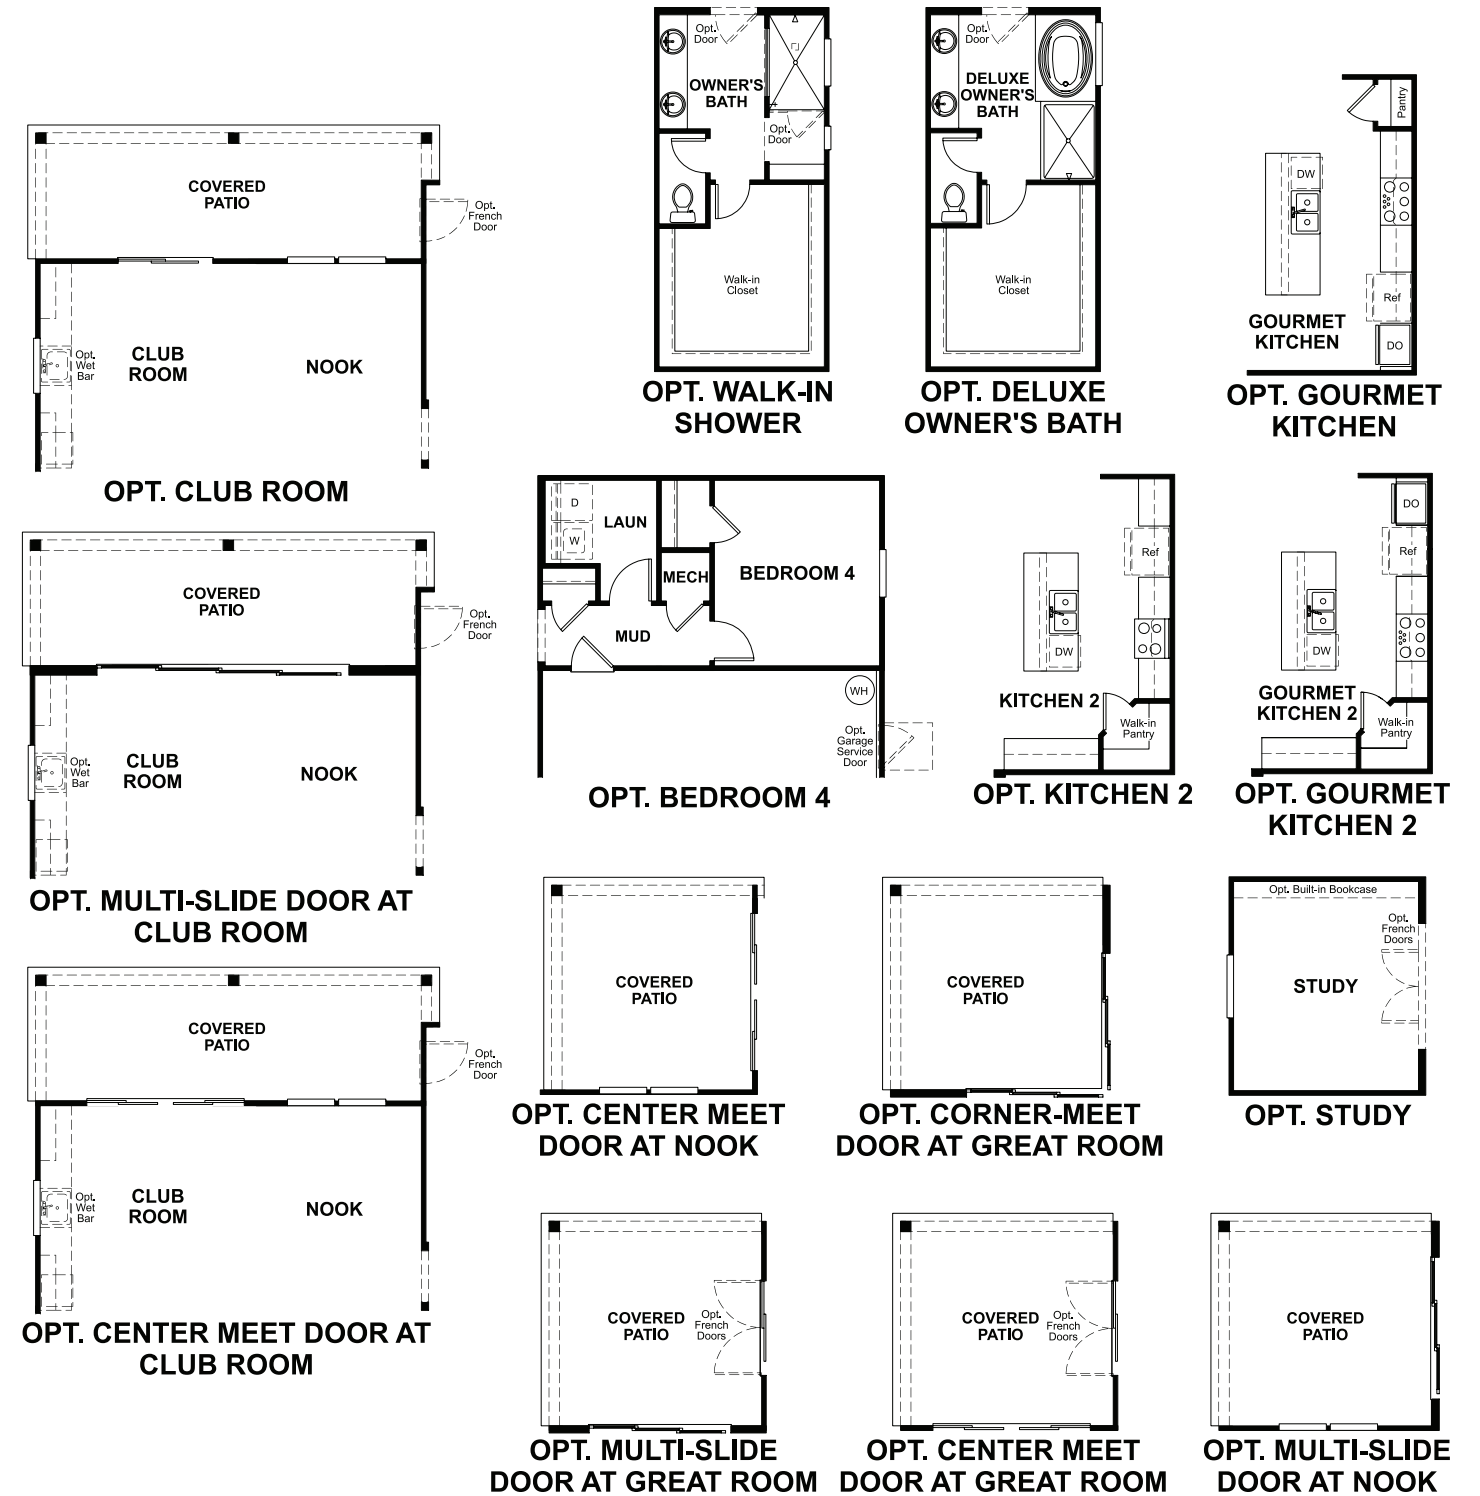 COVERED
PATIO
Opt.
French
Door
Opt.
Wet
Bar
CLUB
ROOM
NOOK
OPT. CLUB ROOM
Opt.
Door
OWNER'S
BATH
Opt.
Door
Walk-in
Closet
OPT. WALK-IN
SHOWER
Opt.
Door
DELUXE
OWNER'S
BATH
Walk-in
Closet
OPT. DELUXE
OWNER'S BATH
Pantry
DW
Ref
DO
GOURMET
KITCHEN
OPT. GOURMET
KITCHEN
COVERED
PATIO
Opt.
French
Door
Opt.
Wet
Bar
CLUB
ROOM
NOOK
OPT. MULTI-SLIDE DOOR AT
CLUB ROOM
D
W
LAUN
MECH
BEDROOM 4
MUD
WH
Opt.
Garage
Service
Door
OPT. BEDROOM 4
Ref
DW
KITCHEN 2
Walk-in
Pantry
OPT. KITCHEN 2
DO
Ref
DW
GOURMET
KITCHEN 2
Walk-in
Pantry
OPT. GOURMET
KITCHEN 2
COVERED
PATIO
Opt.
French
Door
Opt.
Wet
Bar
CLUB
ROOM
NOOK
OPT. CENTER MEET DOOR AT
CLUB ROOM
COVERED
PATIO
OPT. CENTER MEET
DOOR AT NOOK
COVERED
PATIO
OPT. CORNER-MEET
DOOR AT GREAT ROOM
Opt. Built-in Bookcase
Opt.
French
Doors
STUDY
OPT. STUDY
COVERED
PATIO
Opt.
French
Doors
OPT. MULTI-SLIDE
DOOR AT GREAT ROOM
COVERED
PATIO
Opt.
French
Doors
OPT. CENTER MEET
DOOR AT GREAT ROOM
COVERED
PATIO
OPT. MULTI-SLIDE
DOOR AT NOOK